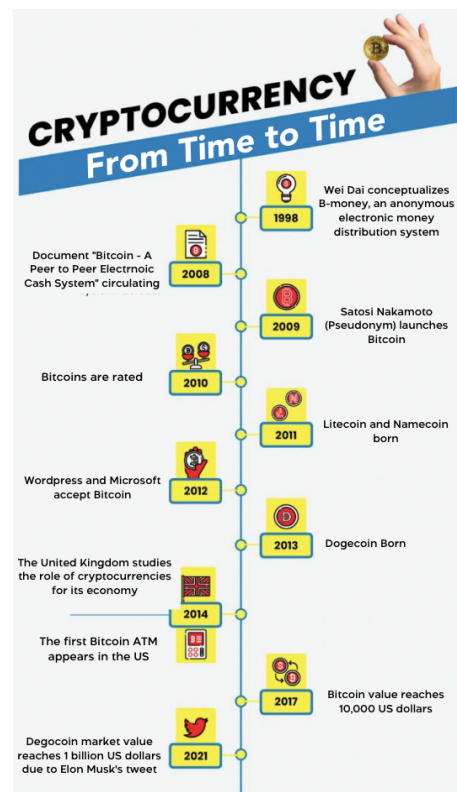 CRYPTOCURRENCY
From Time to Time
1998
Wei Dai conceptualizes
B-money, an anonymous
electronic money
distribution system
Document "Bitcoin - A
Peer to Peer Electrnoic
Cash System" circulating
2008
2009
Satosi Nakamoto
(Pseudonym) launches
Bitcoin
Bitcoins are rated
2010
2011
Litecoin and Namecoin
born
Wordpress and Microsoft
accept Bitcoin
2012
2013
Dogecoin Born
The United Kingdom studies
the role of cryptocurrencies
for its economy
2014
The first Bitcoin ATM
appears in the US
2017
Bitcoin value reaches
10,000 US dollars
Degocoin market value
reaches 1 billion US dollars
due to Elon Musk's tweet
2021